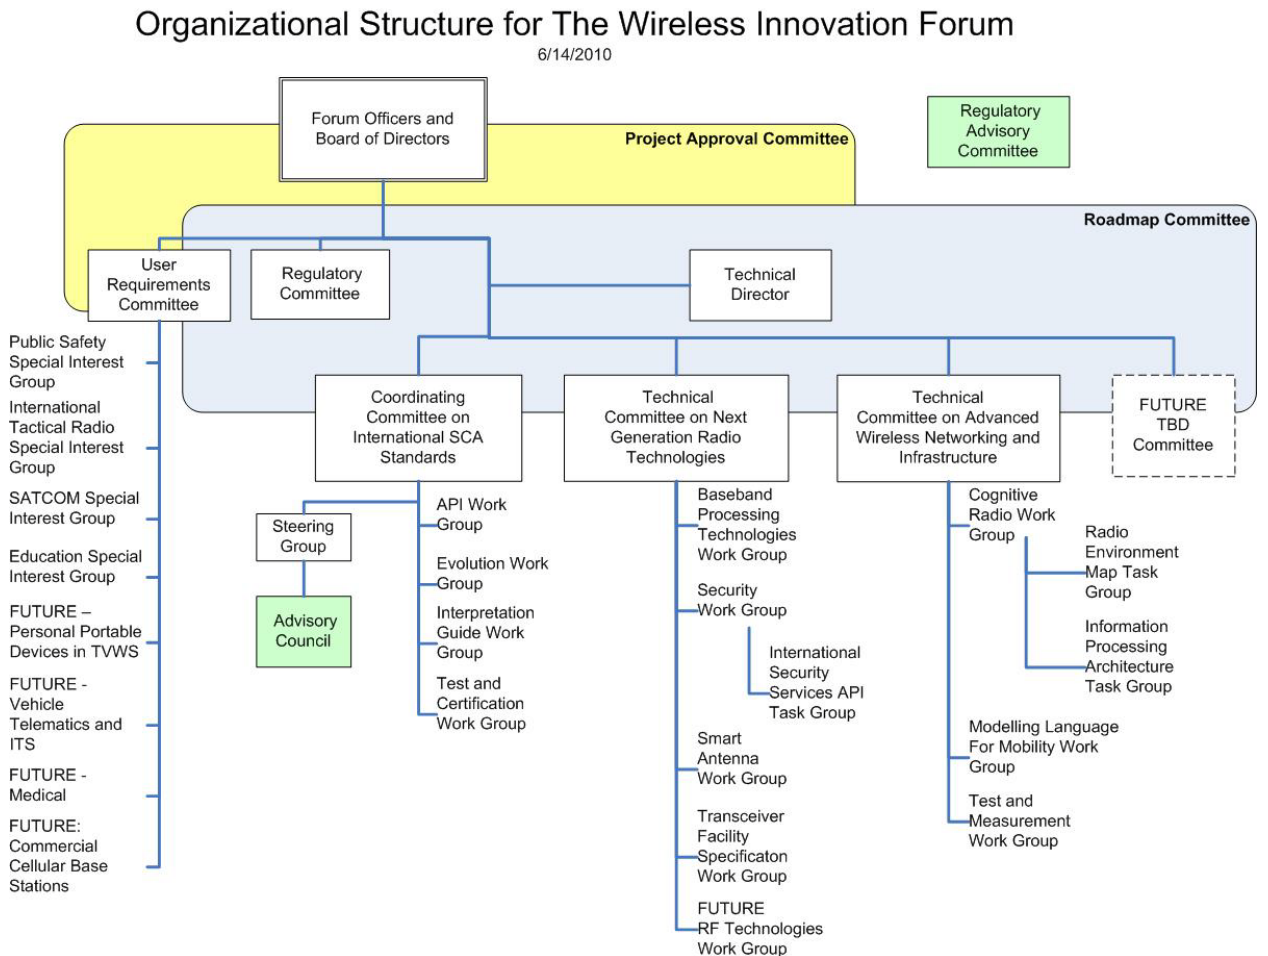 Organizational Structure for The Wireless Innovation Forum
6/14/2010
Forum Officers and
Board of Directors
Project Approval Committee
Regulatory
Advisory
Committee
Roadmap Committee
User
Requirements
Committee
Regulatory
Committee
Technical
Director
Public Safety
Special Interest
Group
International
Tactical Radio
Special Interest
Group
SATCOM Special
Interest Group
Education Special
Interest Group
FUTURE –
Personal Portable
Devices in TVWS
FUTURE -
Vehicle
Telematics and
ITS
FUTURE -
Medical
FUTURE:
Commercial
Cellular Base
Stations
Coordinating
Committee on
International SCA
Standards
Steering
Group
Advisory
Council
API Work
Group
Evolution Work
Group
Interpretation
Guide Work
Group
Test and
Certification
Work Group
Technical
Committee on Next
Generation Radio
Technologies
Baseband
Processing
Technologies
Work Group
Security
Work Group
International
Security
Services API
Task Group
Smart
Antenna
Work Group
Transceiver
Facility
Specificaton
Work Group
FUTURE
RF Technologies
Work Group
Technical
Committee on Advanced
Wireless Networking and
Infrastructure
Cognitive
Radio Work
Group
Radio
Environment
Map Task
Group
Information
Processing
Architecture
Task Group
Modelling Language
For Mobility Work
Group
Test and
Measurement
Work Group
FUTURE
TBD
Committee